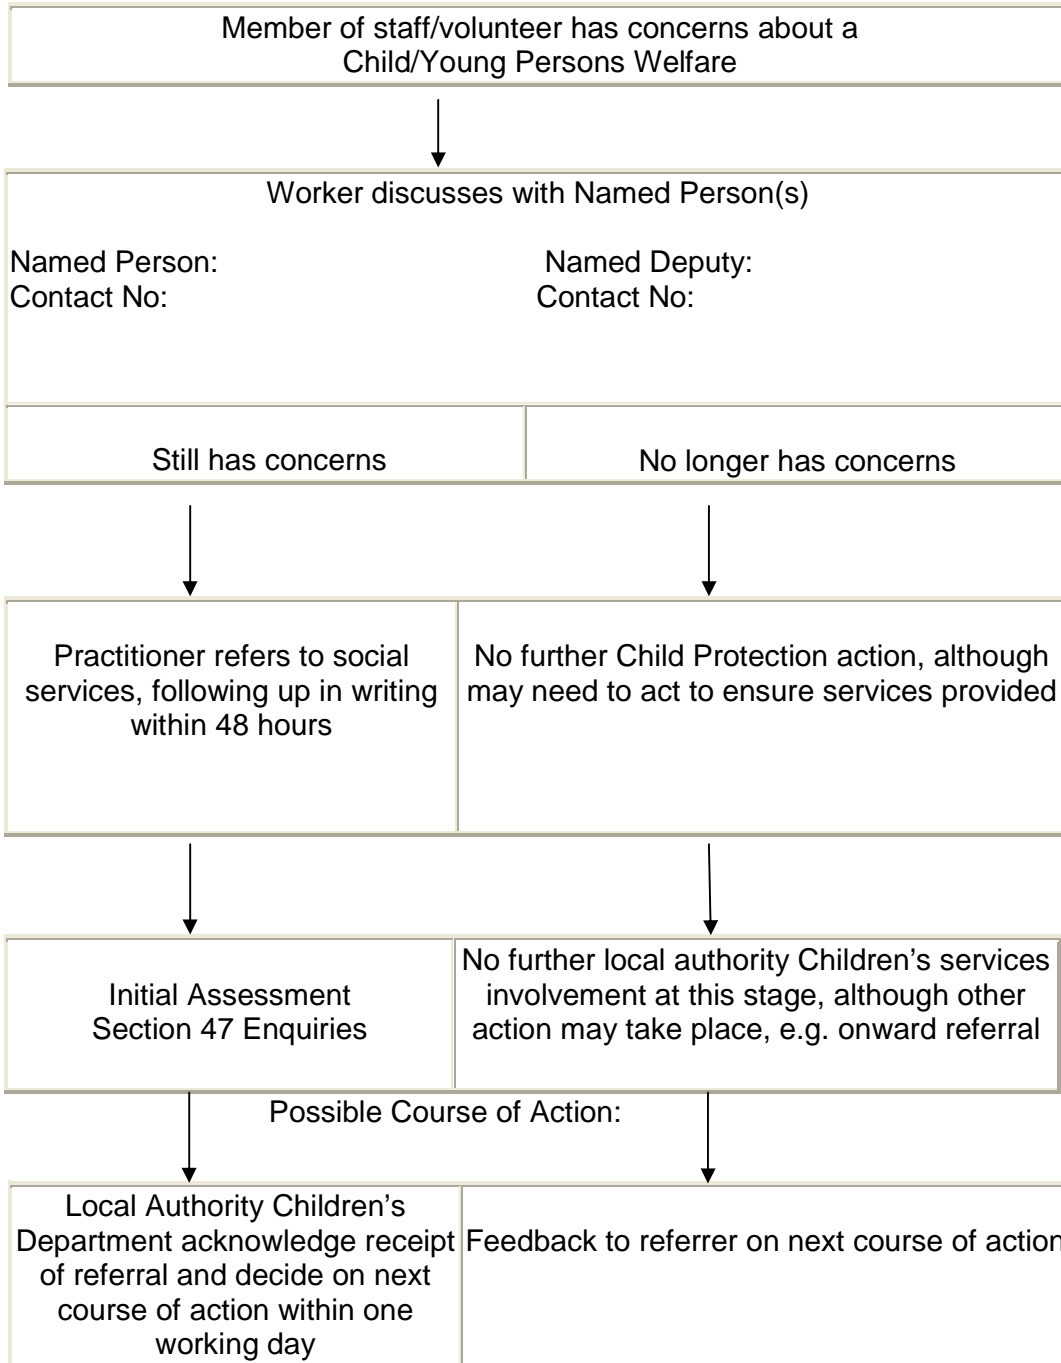 Member of staff/volunteer has concerns about a
Child/Young Persons Welfare
Worker discusses with Named Person(s)
Named Person:
Contact No:
Named Deputy:
Contact No:
Still has concerns
No longer has concerns
Practitioner refers to social
services, following up in writing
within 48 hours
No further Child Protection action, although
may need to act to ensure services provided
Initial Assessment
Section 47 Enquiries
No further local authority Children’s services
involvement at this stage, although other
action may take place, e.g. onward referral
Possible Course of Action:
Local Authority Children’s
Department acknowledge receipt
of referral and decide on next
course of action within one
working day
Feedback to referrer on next course of action